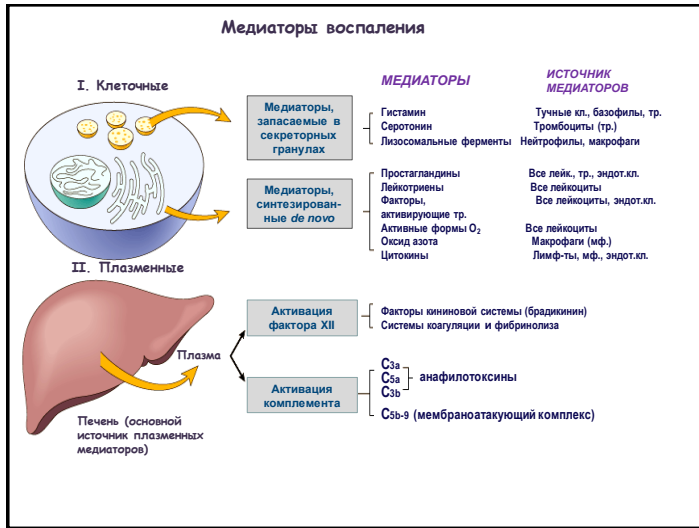 Медиаторы воспаления
I. Клеточные
МЕДИАТОРЫ
ИСТОЧНИК
МЕДИАТОРОВ
Медиаторы,
запасаемые в
секреторных
гранулах
Гистамин
Тучные кл., базофилы, тр.
Серотонин
Тромбоциты (тр.)
Лизосомальные ферменты
Нейтрофилы, макрофаги
Медиаторы,
синтезирован-
ные de novo
Простагландины
Все лейк., тр., эндот.кл.
Лейкотриены
Все лейкоциты
Факторы,
активирующие тр.
Все лейкоциты, эндот.кл.
Активные формы O2
Все лейкоциты
Оксид азота
Макрофаги (мф.)
Цитокины
Лимф-ты, мф., эндот.кл.
II. Плазменные
Плазма
Активация
фактора XII
Факторы кининовой системы (брадикинин)
Системы коагуляции и фибринолиза
Активация
комплемента
C3a
C5a
C3b
анафилотоксины
C5b-9 (мембраноатакующий комплекс)
Печень (основной
источник плазменных
медиаторов)